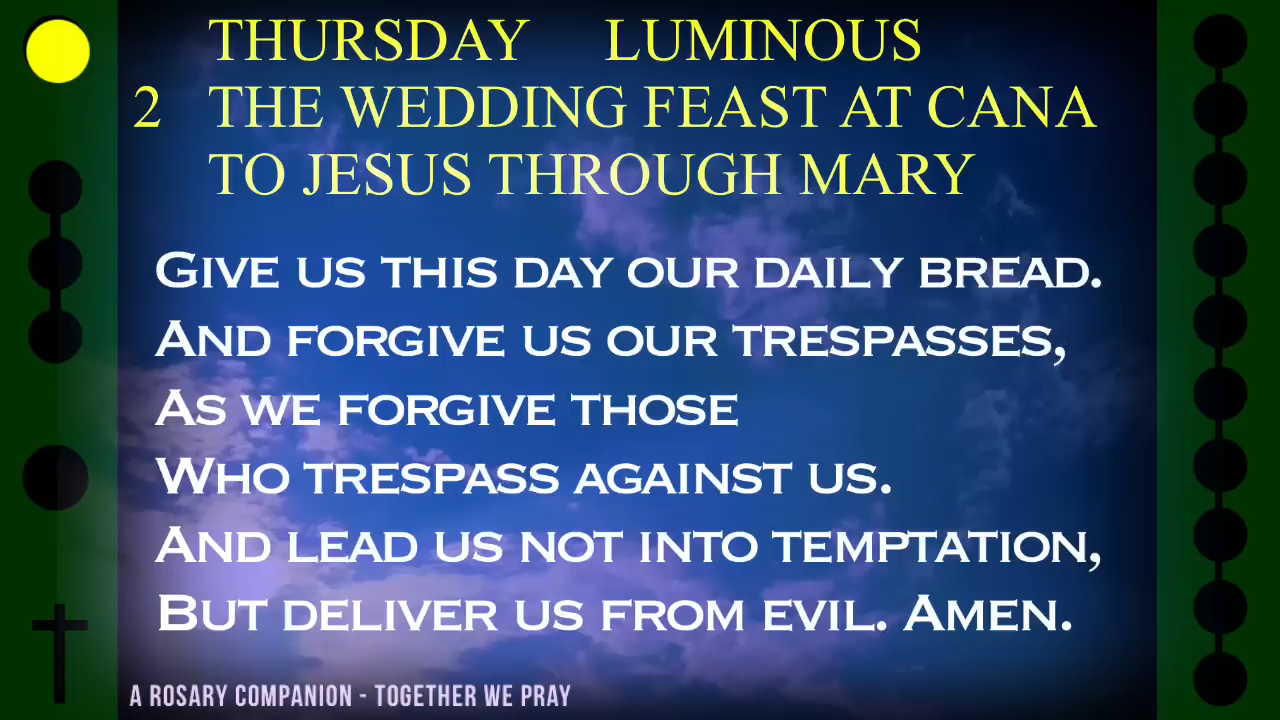 THURSDAY LUMINOUS
2 THE WEDDING FEAST AT CANA
TO JESUS THROUGH MARY
GIVE US THIS DAY OUR DAILY BREAD.
AND FORGIVE US OUR TRESPASSES,
AS WE FORGIVE THOSE
WHO TRESPASS AGAINST US.
AND LEAD US NOT INTO TEMPTATION,
BUT DELIVER US FROM EVIL. AMEN.
A ROSARY COMPANION - TOGETHER WE PRAY